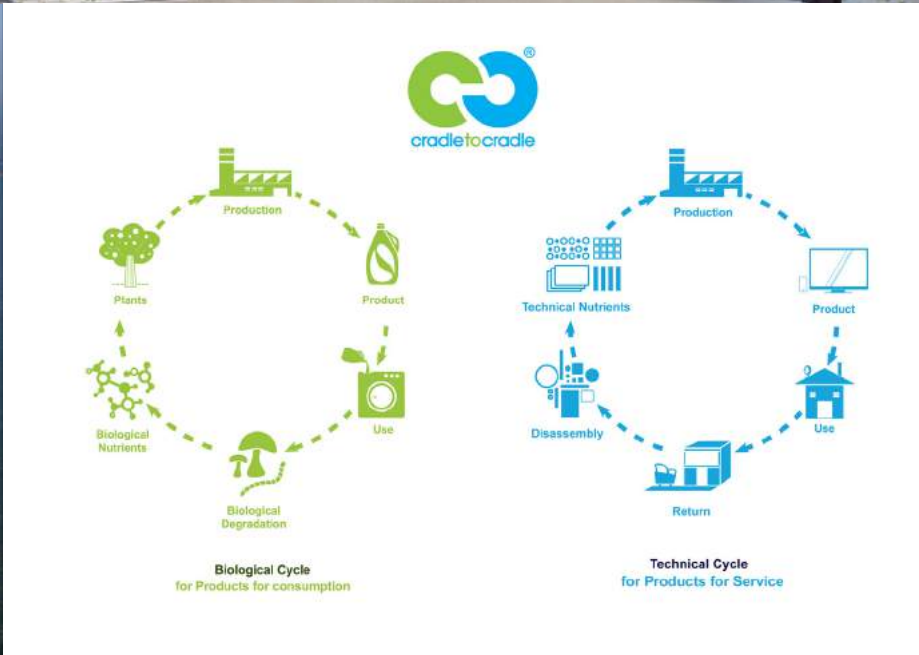 ®
cradletocradle
Production
Product
Use
Biological
Degradation
Biological
Nutrients
Plants
Biological Cycle
for Products for consumption
Production
Product
Use
Return
Disassembly
Technical Nutrients
Technical Cycle
for Products for Service